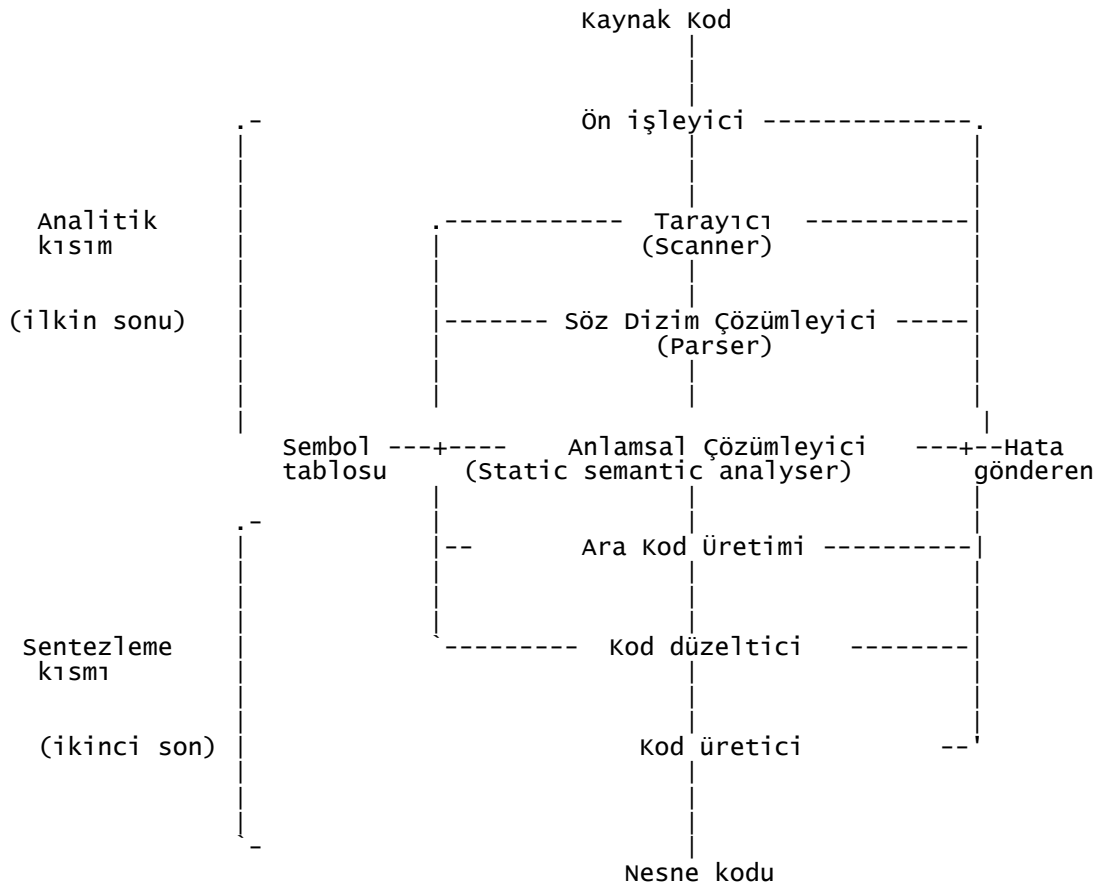 Kaynak Kod
Ön işleyici
Analitik kısım
Tarayıcı
(Scanner)
(ilkin sonu)
Söz Dizim Çözümleyici
(Parser)
Sembol tablosu
Anlamsal Çözümleyici
(Static semantic analyser)
Hata gönderen
Ara Kod Üretimi
Sentezleme kısmı
Kod düzeltici
(ikinci son)
Kod üretici
Nesne kodu